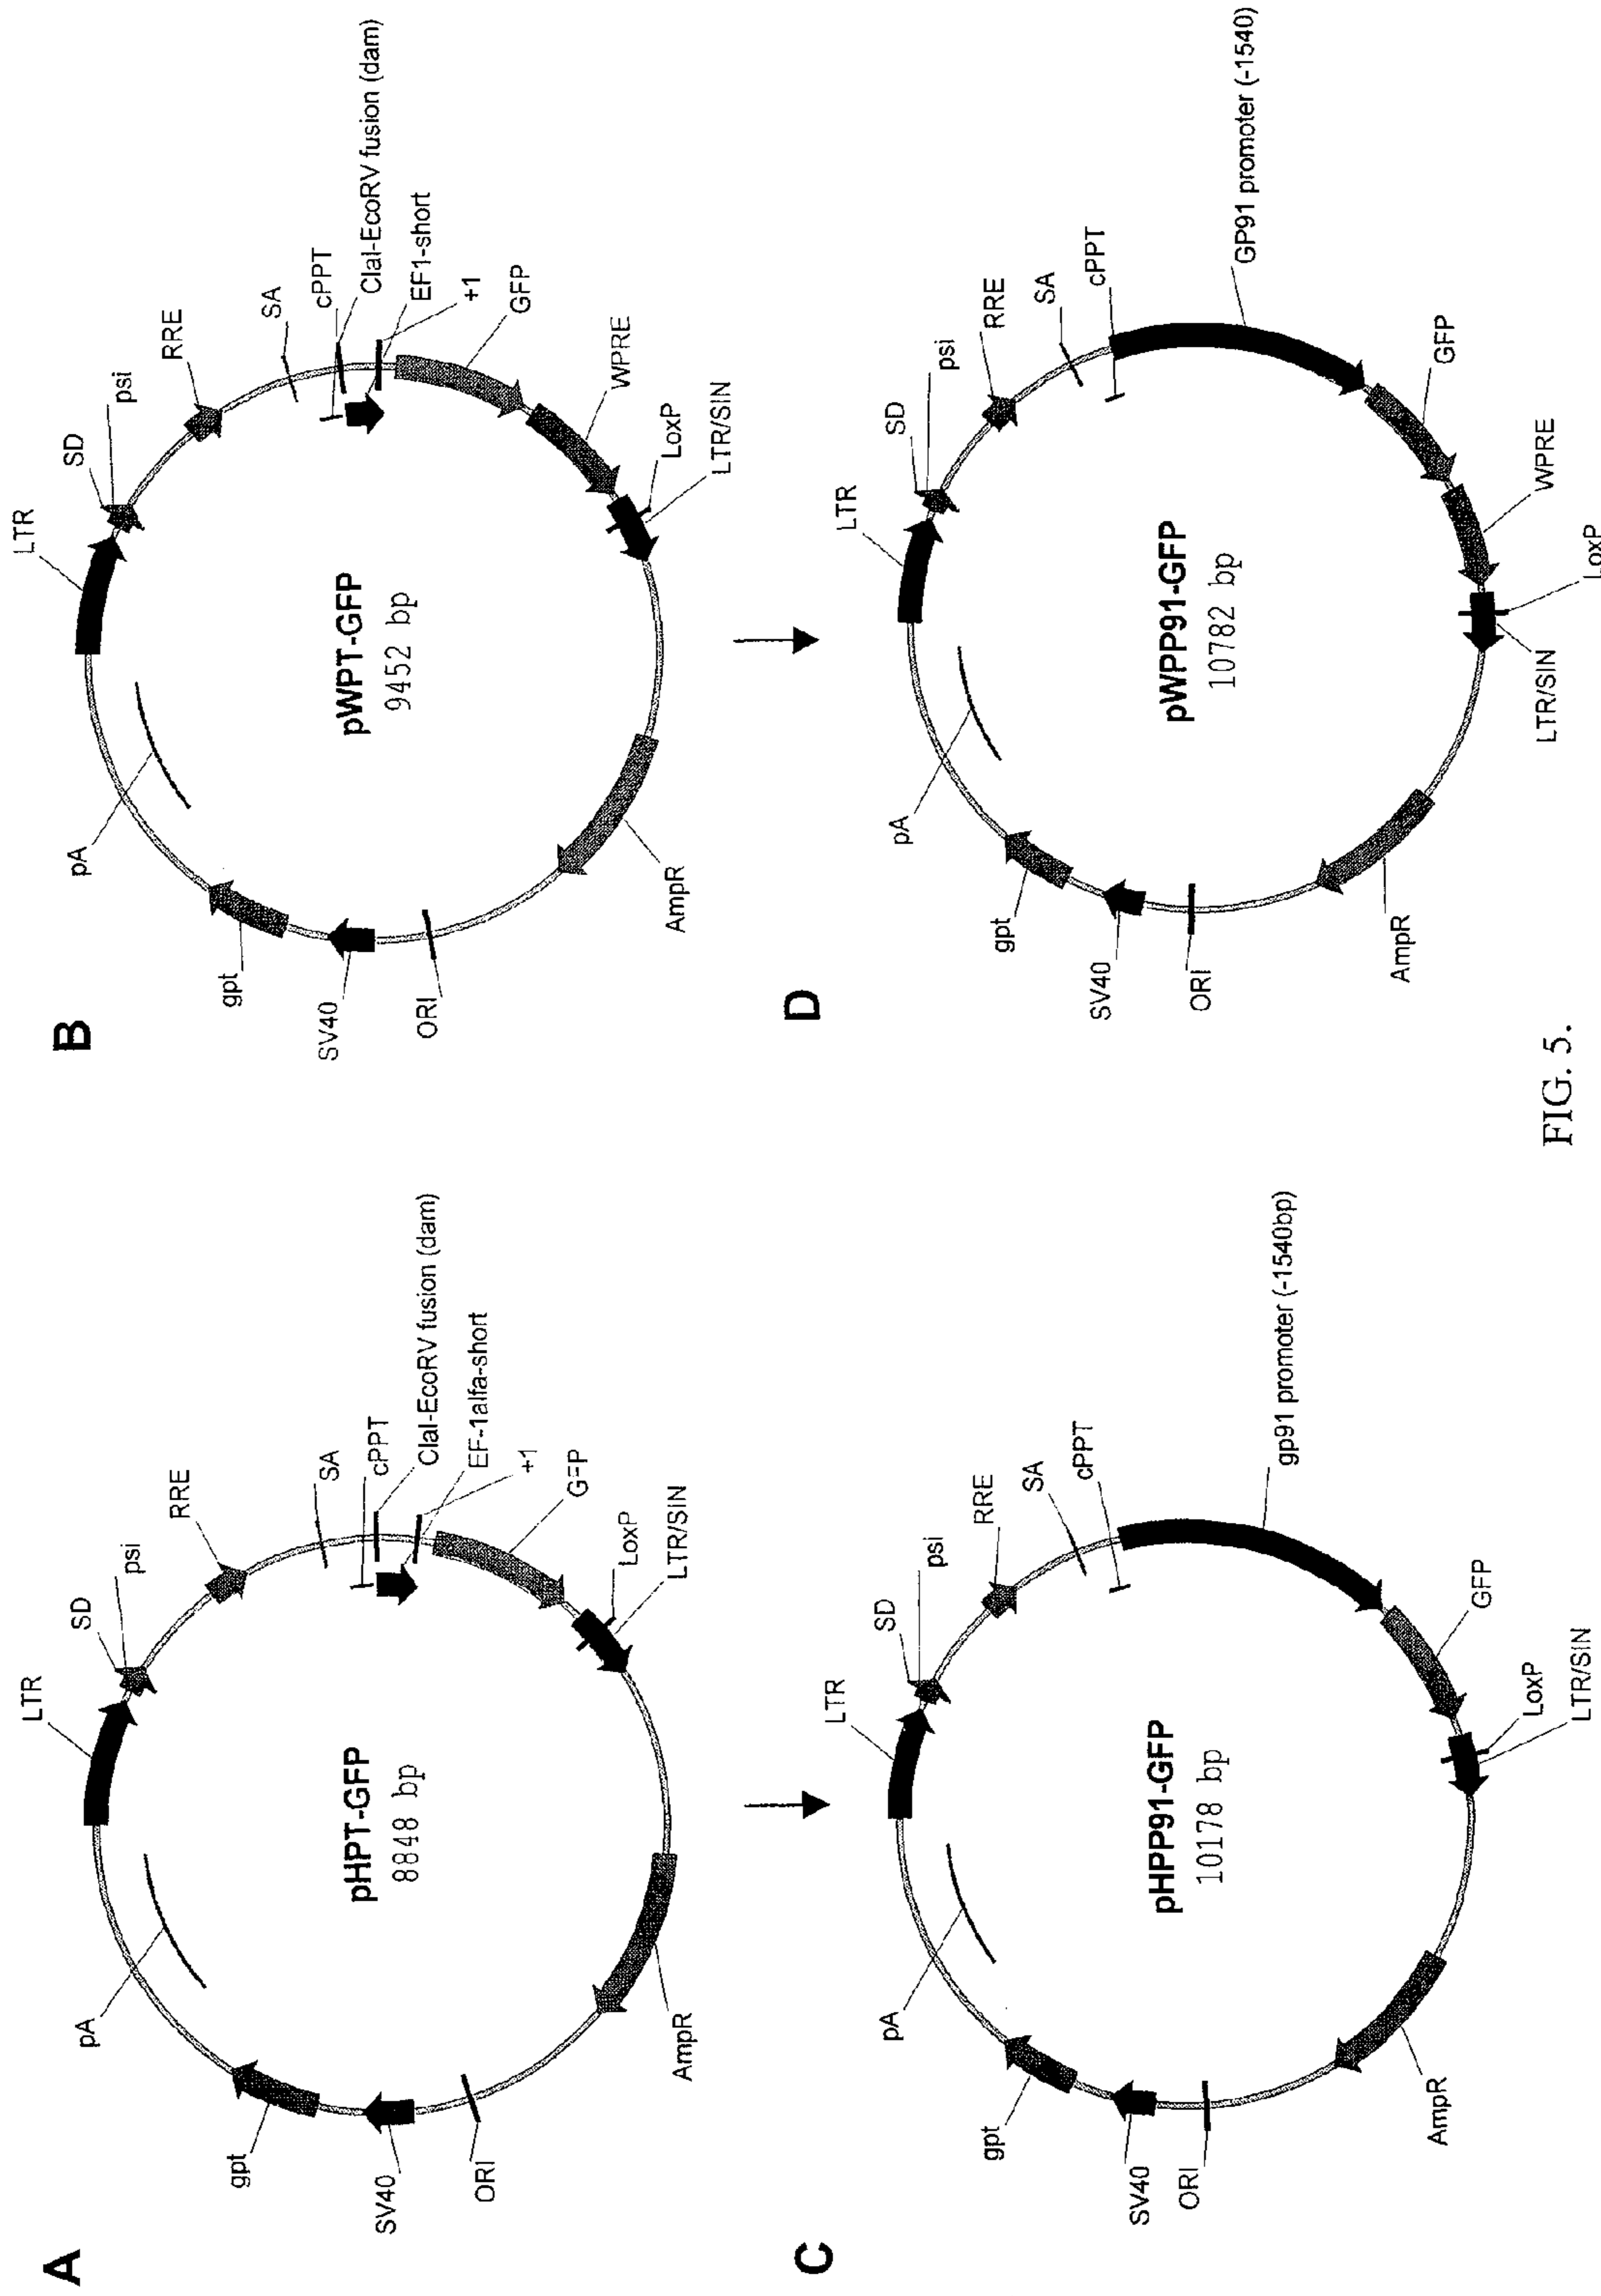 A
pHPT-GFP
8848 bp
LTR
SD
psi
RRE
SA
cPPT
ClaI-EcoRV fusion (dam)
EF-1alfa-short
+1
GFP
LoxP
LTR/SIN
AmpR
ORI
SV40
gpt
pA
B
pWPT-GFP
9452 bp
LTR
SD
psi
RRE
SA
cPPT
ClaI-EcoRV fusion (dam)
EF1-short
+1
GFP
WPRE
LoxP
LTR/SIN
AmpR
ORI
SV40
gpt
pA
C
pHPP91-GFP
10178 bp
LTR
SD
psi
RRE
SA
cPPT
gp91 promoter (-1540bp)
GFP
LoxP
LTR/SIN
AmpR
ORI
SV40
gpt
pA
D
pWPP91-GFP
10782 bp
LTR
SD
psi
RRE
SA
cPPT
GP91 promoter (-1540)
GFP
WPRE
LoxP
LTR/SIN
AmpR
ORI
SV40
gpt
pA
FIG. 5.